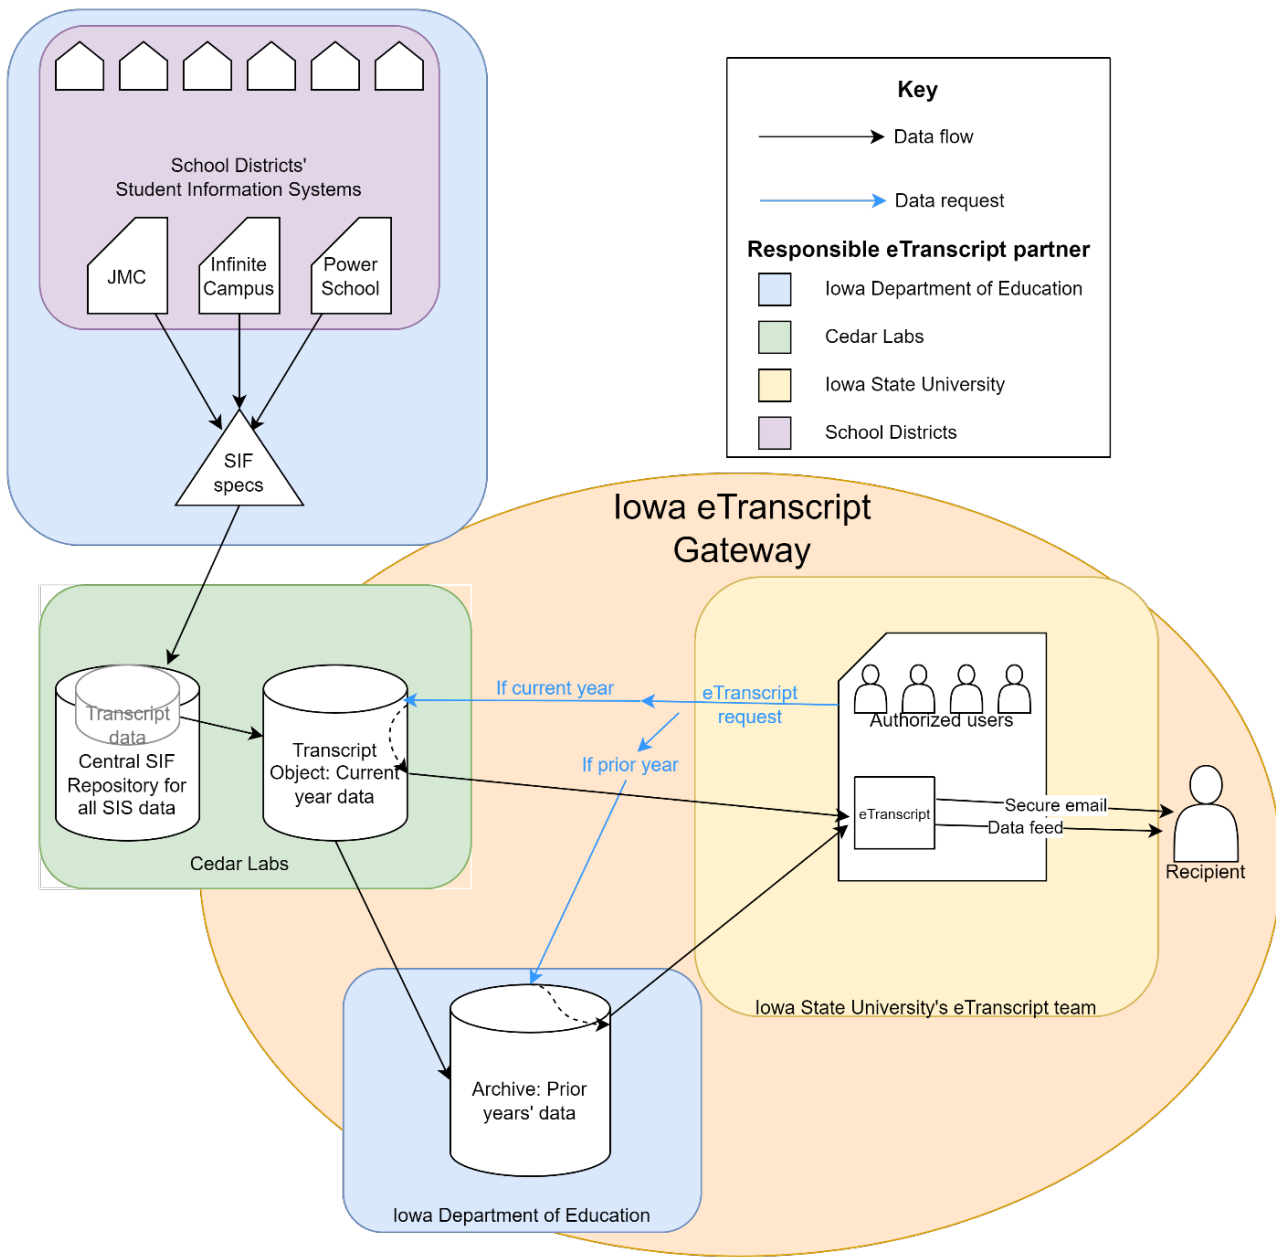 School Districts'
Student Information Systems
JMC
Infinite
Campus
Power
School
SIF
specs
Key
Data flow
Data request
Responsible eTranscript partner
Iowa Department of Education
Cedar Labs
Iowa State University
School Districts
Iowa eTranscript
Gateway
Transcript
data
Central SIF
Repository for
all SIS data
Transcript
Object: Current
year data
Cedar Labs
If current year
eTranscript
request
If prior year
Authorized users
eTranscript
Secure email
Data feed
Recipient
Iowa State University's eTranscript team
Archive: Prior
years' data
Iowa Department of Education